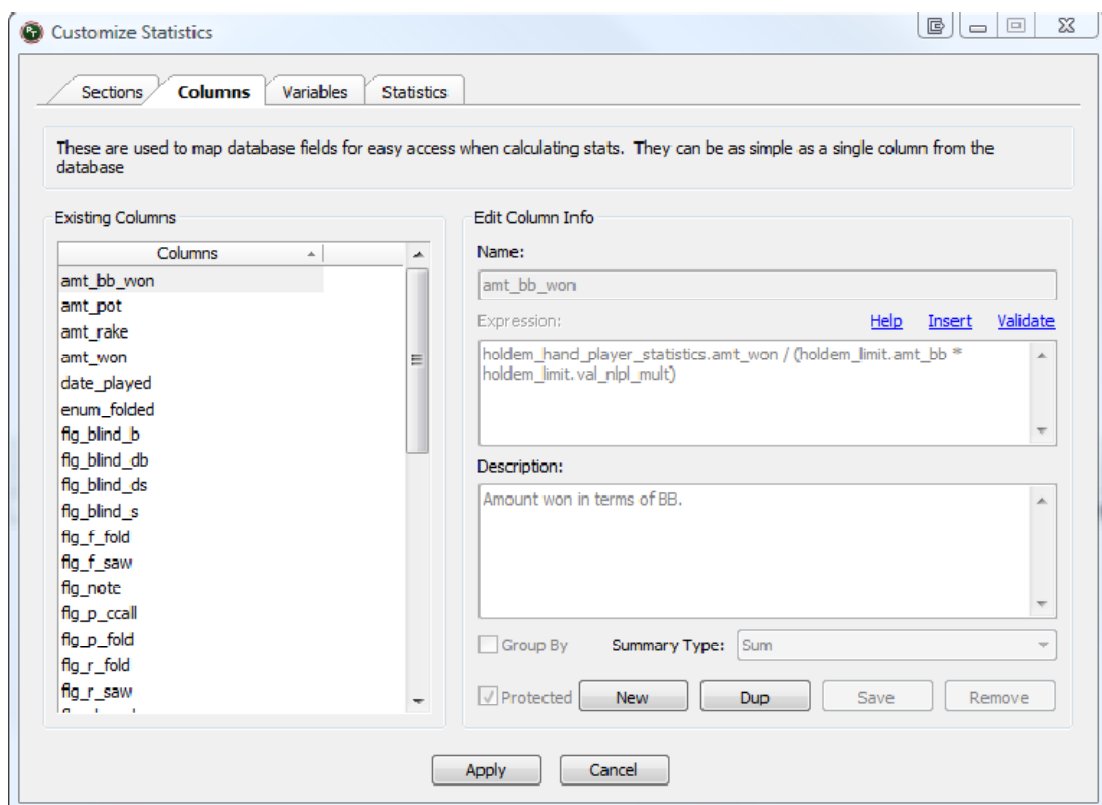 Customize Statistics
Sections Columns Variables Statistics
These are used to map database fields for easy access when calculating stats. They can be as simple as a single column from the
database
Existing Columns
Columns
amt_bb_won
amt_pot
amt_rake
amt_won
date_played
enum_folded
flg_blind_b
flg_blind_db
flg_blind_ds
flg_blind_s
flg_f_fold
flg_f_saw
flg_note
flg_p_ccall
flg_p_fold
flg_r_fold
flg_r_saw
Edit Column Info
Name:
amt_bb_won
Expression: Help Insert Validate
holdem_hand_player_statistics.amt_won / (holdem_limit.amt_bb *
holdem_limit.val_nlpl_mult)
Description:
Amount won in terms of BB.
Group By Summary Type: Sum
Protected New Dup Save Remove
Apply Cancel